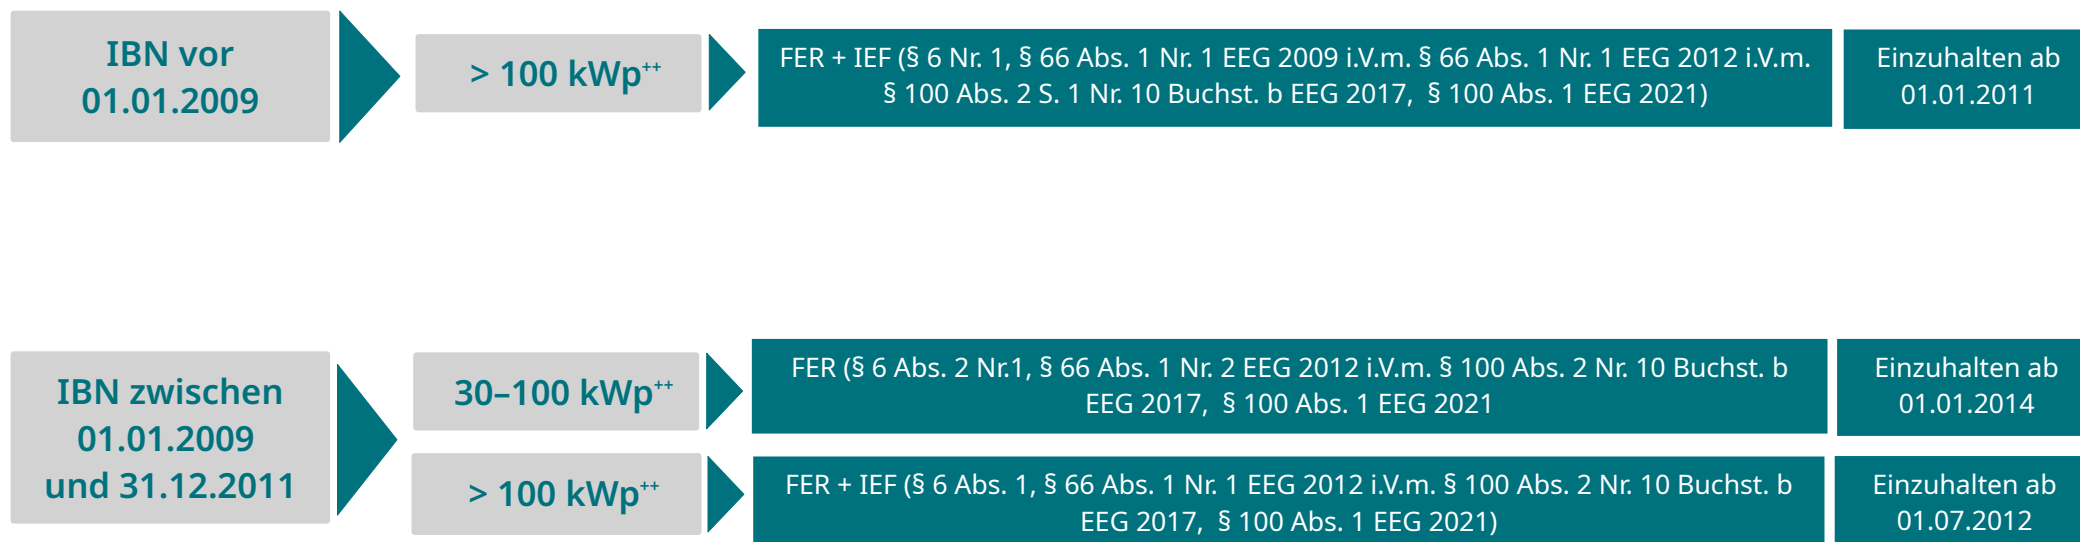 IBN vor
01.01.2009
> 100 kWp⁺⁺
FER + IEF (§ 6 Nr. 1, § 66 Abs. 1 Nr. 1 EEG 2009 i.V.m. § 66 Abs. 1 Nr. 1 EEG 2012 i.V.m.
§ 100 Abs. 2 S. 1 Nr. 10 Buchst. b EEG 2017, § 100 Abs. 1 EEG 2021)
Einzuhalten ab
01.01.2011
IBN zwischen
01.01.2009
und 31.12.2011
30–100 kWp⁺⁺
FER (§ 6 Abs. 2 Nr.1, § 66 Abs. 1 Nr. 2 EEG 2012 i.V.m. § 100 Abs. 2 Nr. 10 Buchst. b
EEG 2017, § 100 Abs. 1 EEG 2021
Einzuhalten ab
01.01.2014
> 100 kWp⁺⁺
FER + IEF (§ 6 Abs. 1, § 66 Abs. 1 Nr. 1 EEG 2012 i.V.m. § 100 Abs. 2 Nr. 10 Buchst. b
EEG 2017, § 100 Abs. 1 EEG 2021)
Einzuhalten ab
01.07.2012